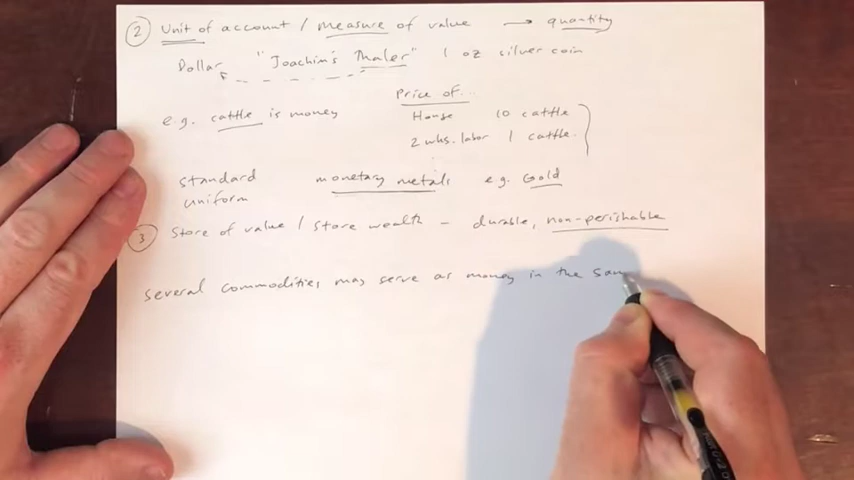 ② Unit of account / measure of value → quantity
Dollar "Joachim's Thaler" 1 oz silver coin
Price of...
e.g. cattle is money House 10 cattle
2 wks. labor 1 cattle.
standard monetary metals e.g. Gold
uniform
③ Store of value / store wealth - durable, non-perishable
several commodities may serve as money in the sam